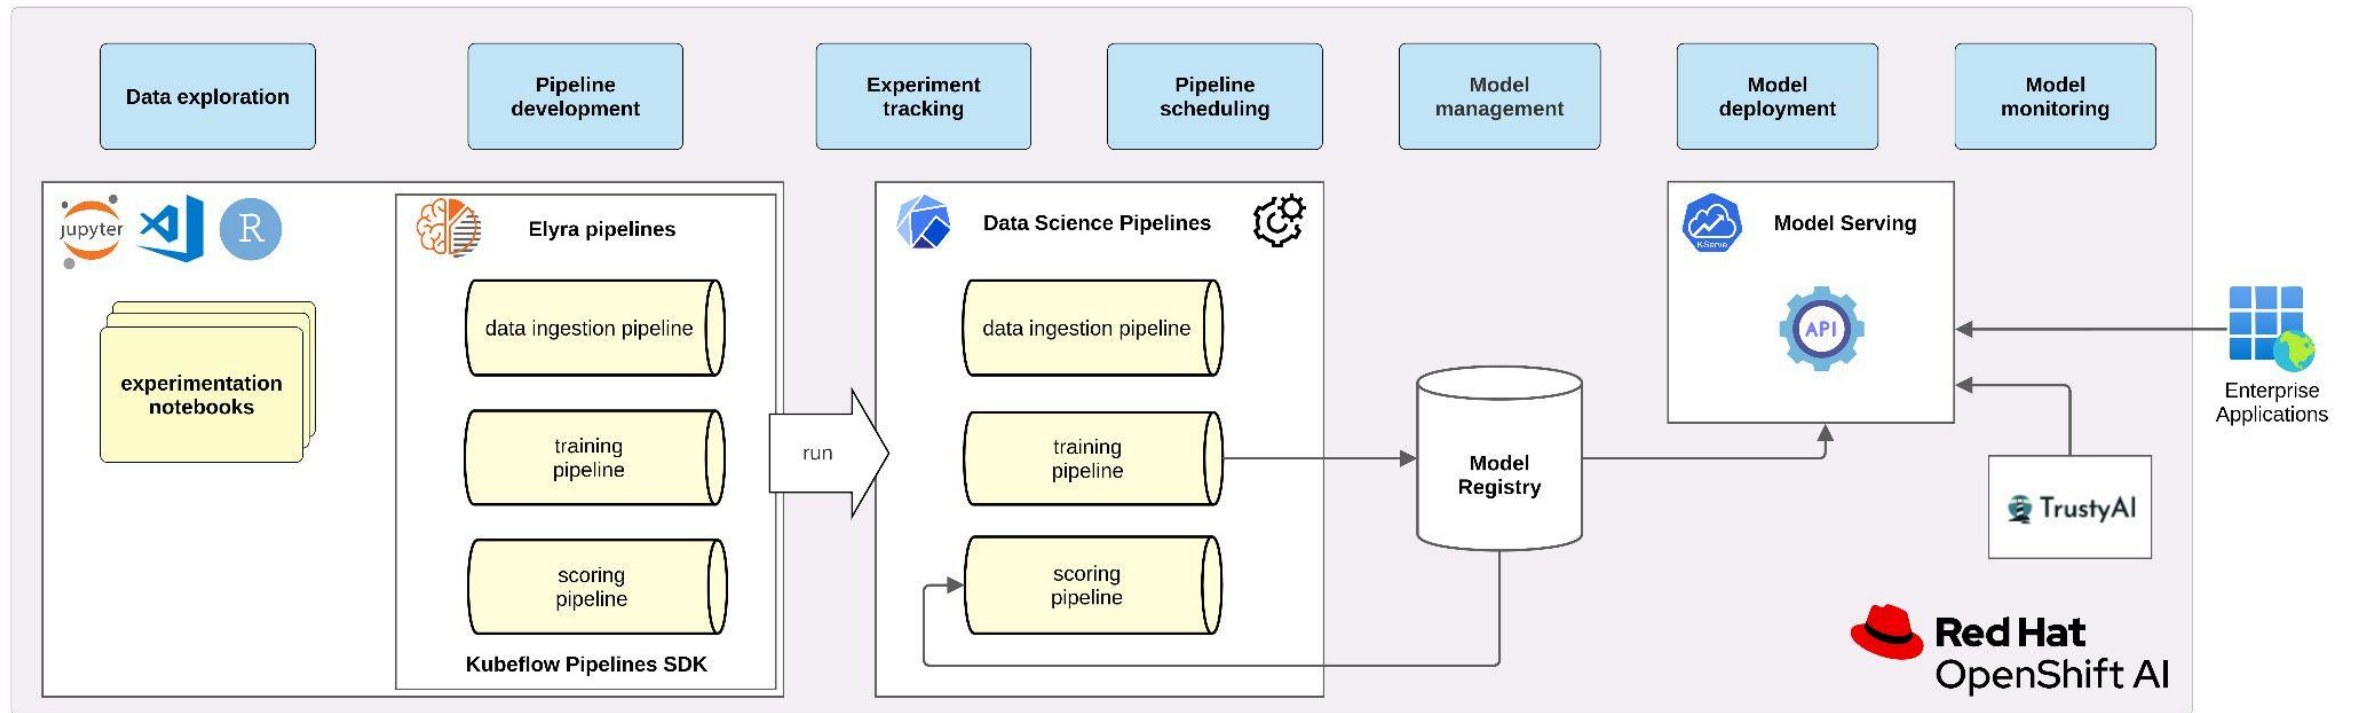 Data exploration
Pipeline
development
Experiment
tracking
Pipeline
scheduling
Model
management
Model
deployment
Model
monitoring
jupyter
R
Elyra pipelines
data ingestion pipeline
training
pipeline
scoring
pipeline
Kubeflow Pipelines SDK
experimentation
notebooks
run
Data Science Pipelines
data ingestion pipeline
training
pipeline
scoring
pipeline
Model
Registry
KServe
Model Serving
API
Enterprise
Applications
TrustyAI
Red Hat
OpenShift AI